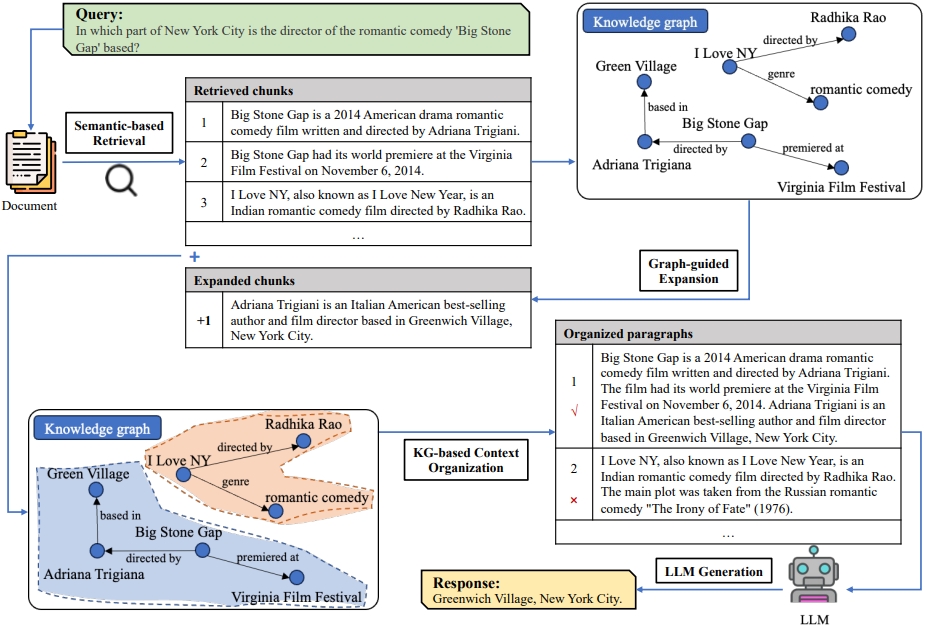 Query:
In which part of New York City is the director of the romantic comedy 'Big Stone
Gap' based?
Document
Semantic-based
Retrieval
Retrieved chunks
1
Big Stone Gap is a 2014 American drama romantic
comedy film written and directed by Adriana Trigiani.
2
Big Stone Gap had its world premiere at the Virginia
Film Festival on November 6, 2014.
3
I Love NY, also known as I Love New Year, is an
Indian romantic comedy film directed by Radhika Rao.
…
Knowledge graph
Radhika Rao
directed by
I Love NY
Green Village
genre
romantic comedy
based in
Big Stone Gap
directed by
premiered at
Adriana Trigiana
Virginia Film Festival
Graph-guided
Expansion
+
Expanded chunks
+1
Adriana Trigiani is an Italian American best-selling
author and film director based in Greenwich Village,
New York City.
Knowledge graph
Radhika Rao
directed by
I Love NY
Green Village
genre
romantic comedy
based in
Big Stone Gap
directed by
premiered at
Adriana Trigiana
Virginia Film Festival
KG-based Context
Organization
Organized paragraphs
1
√
Big Stone Gap is a 2014 American drama romantic
comedy film written and directed by Adriana Trigiani.
The film had its world premiere at the Virginia Film
Festival on November 6, 2014. Adriana Trigiani is an
Italian American best-selling author and film director
based in Greenwich Village, New York City.
2
×
I Love NY, also known as I Love New Year, is an
Indian romantic comedy film directed by Radhika Rao.
The main plot was taken from the Russian romantic
comedy "The Irony of Fate" (1976).
…
LLM Generation
LLM
Response:
Greenwich Village, New York City.